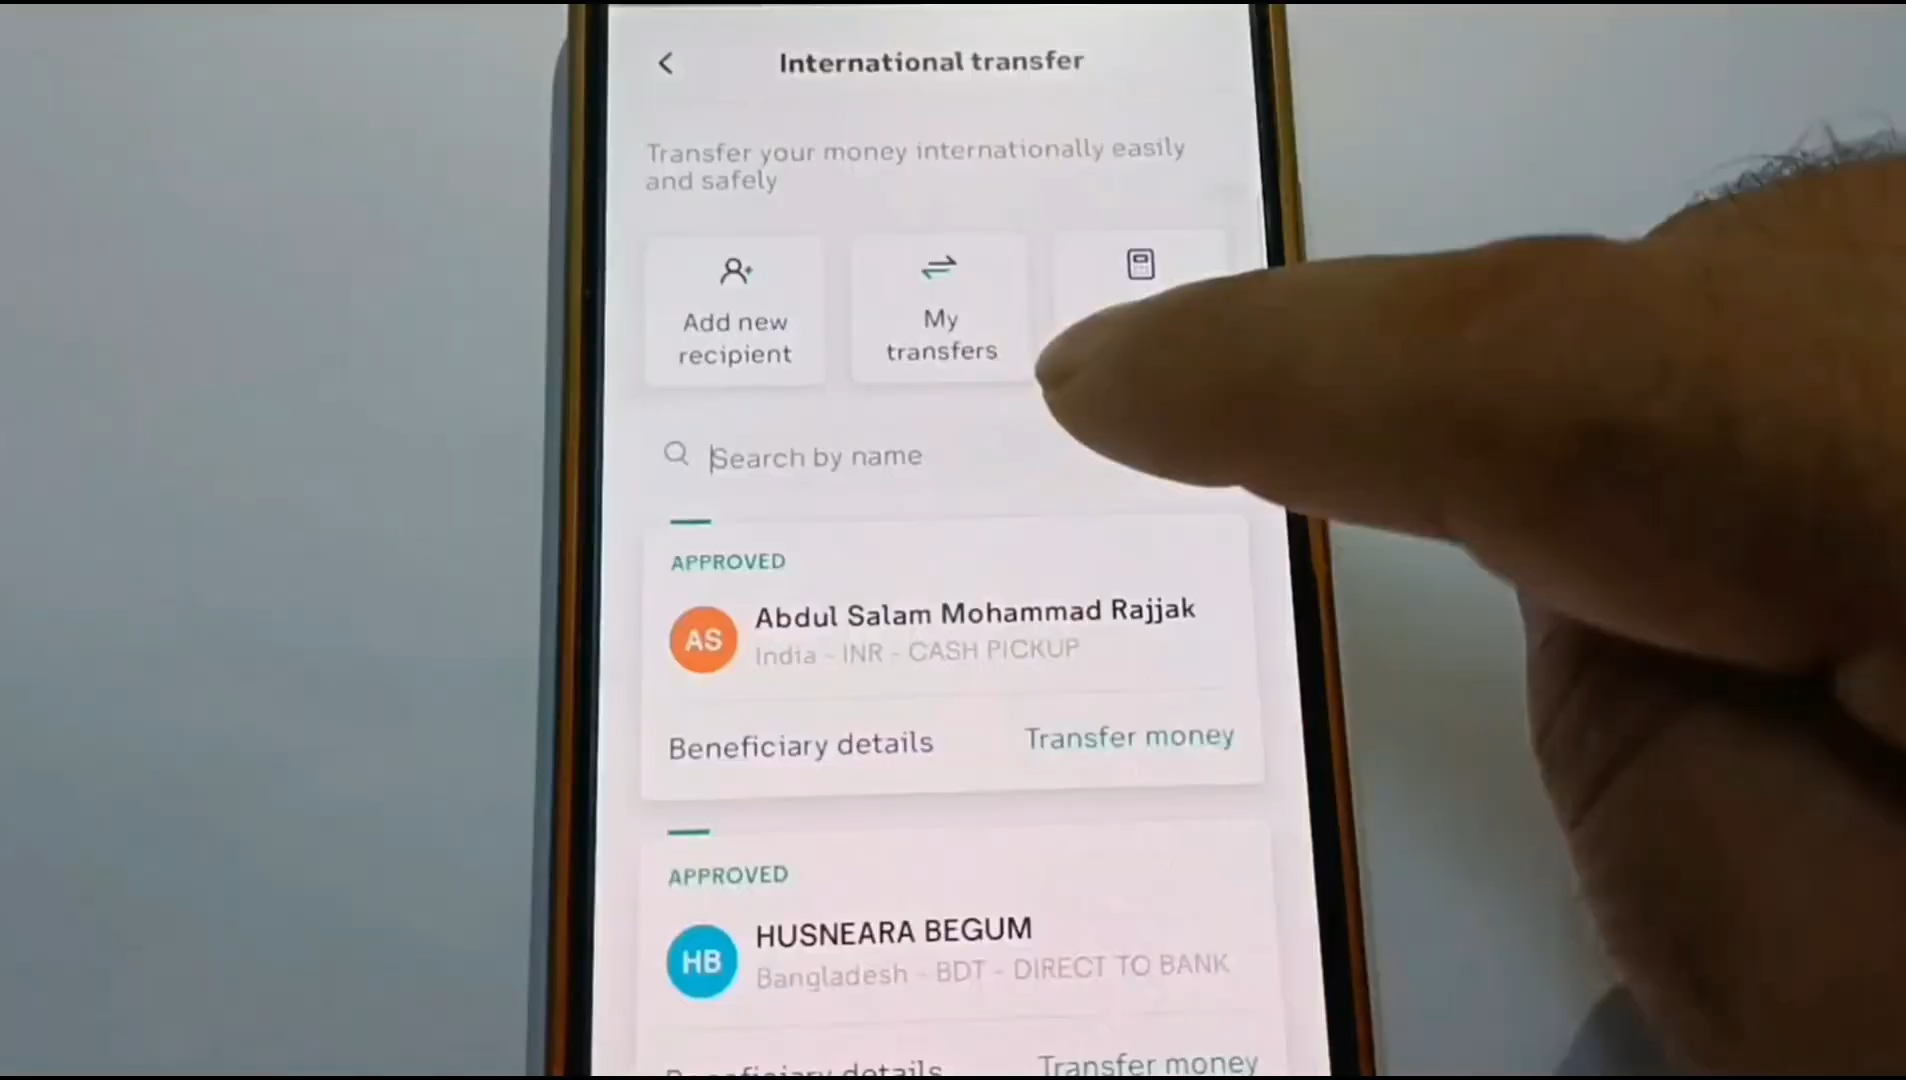 International transfer
Transfer your money internationally easily
and safely
Add new
recipient
My
transfers
Search by name
APPROVED
AS
Abdul Salam Mohammad Rajjak
India - INR - CASH PICKUP
Beneficiary details
Transfer money
APPROVED
HB
HUSNEARA BEGUM
Bangladesh - BDT - DIRECT TO BANK
Beneficiary details
Transfer money